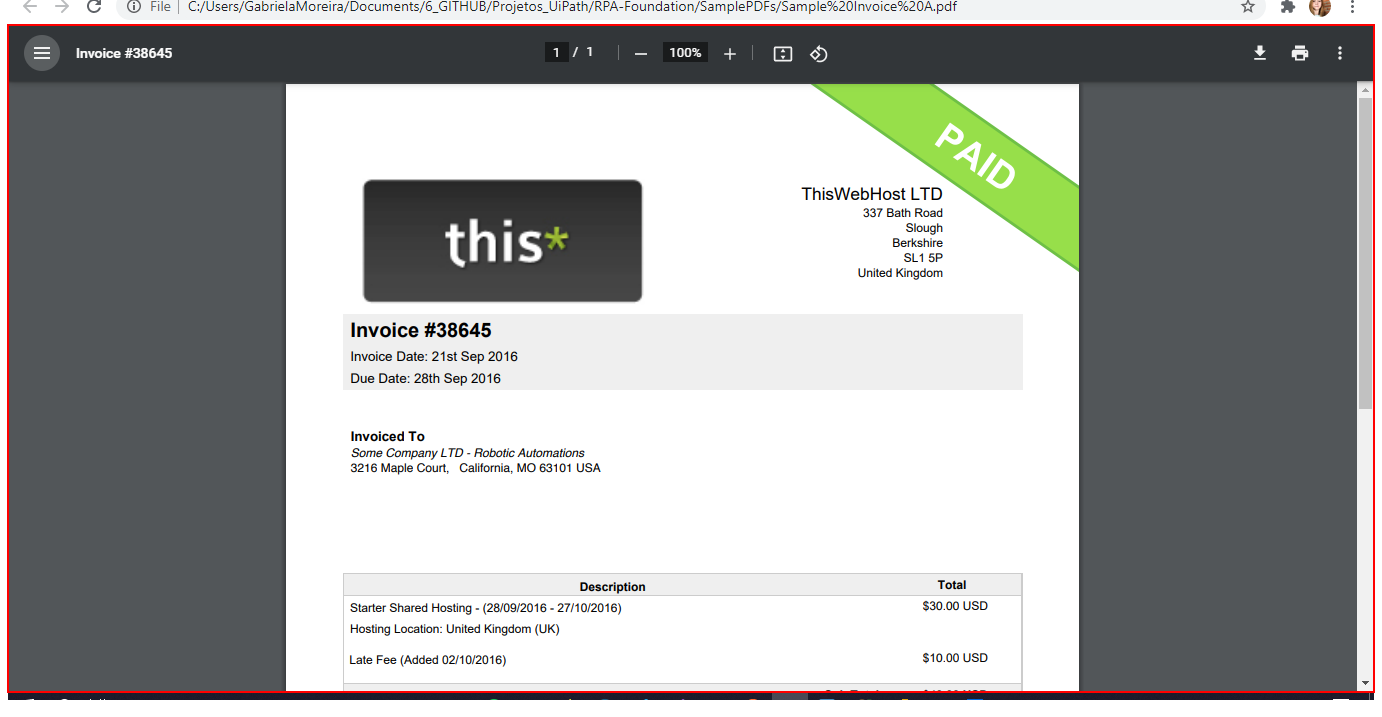 File | C:/Users/GabrielaMoreira/Documents/6_GITHUB/Projetos_UiPath/RPA-Foundation/SamplePDFs/Sample%20Invoice%20A.pdf
Invoice #38645
1 / 1
100%
PAID
this*
ThisWebHost LTD
337 Bath Road
Slough
Berkshire
SL1 5P
United Kingdom
Invoice #38645
Invoice Date: 21st Sep 2016
Due Date: 28th Sep 2016
Invoiced To
Some Company LTD - Robotic Automations
3216 Maple Court, California, MO 63101 USA
Description Total
Starter Shared Hosting - (28/09/2016 - 27/10/2016) $30.00 USD
Hosting Location: United Kingdom (UK)
Late Fee (Added 02/10/2016) $10.00 USD